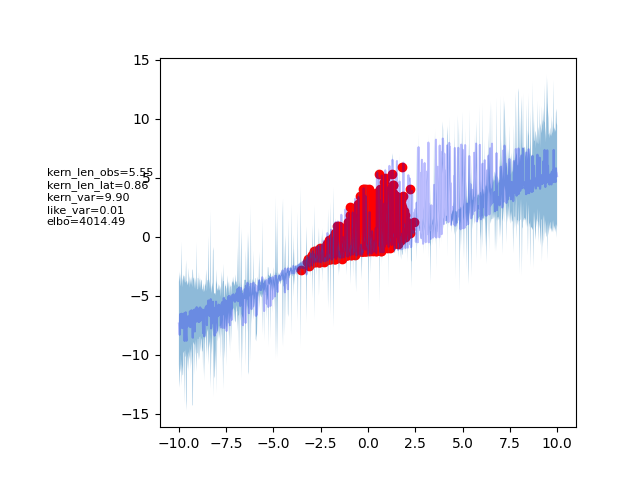 15
10
kern_len_obs=5.55
5
kern_len_lat=0.86
kern_var=9.90
like_var=0.01
elbo=4014.49
0
−5
−10
−15
−10.0 −7.5 −5.0 −2.5 0.0 2.5 5.0 7.5 10.0